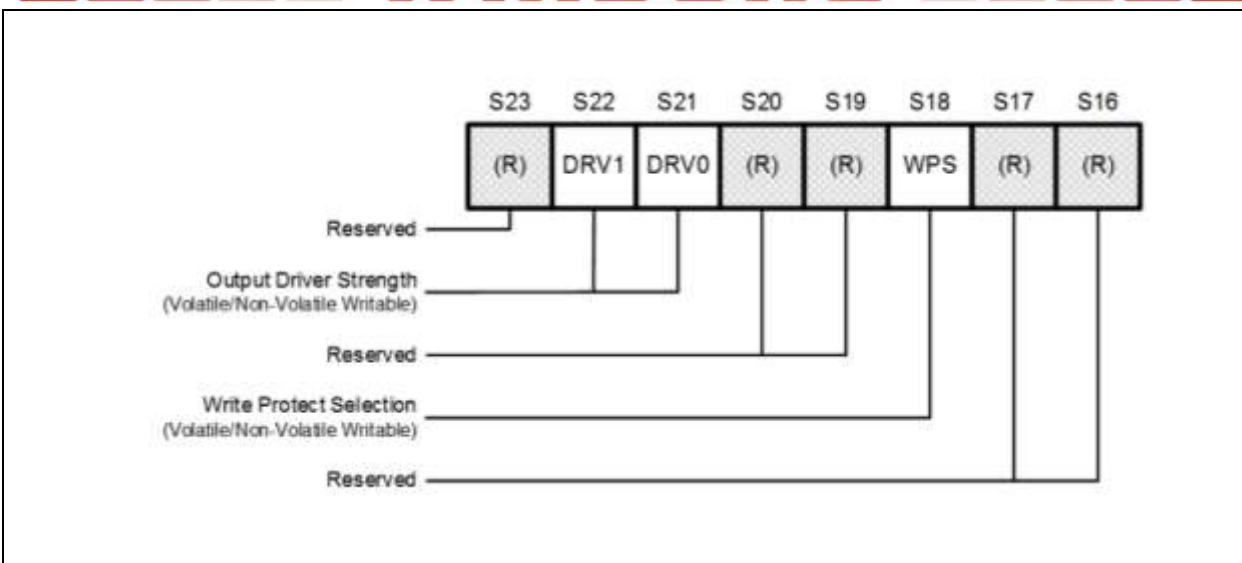 S23 S22 S21 S20 S19 S18 S17 S16
(R) DRV1 DRV0 (R) (R) WPS (R) (R)
Reserved
Output Driver Strength
(Volatile/Non-Volatile Writable)
Reserved
Write Protect Selection
(Volatile/Non-Volatile Writable)
Reserved